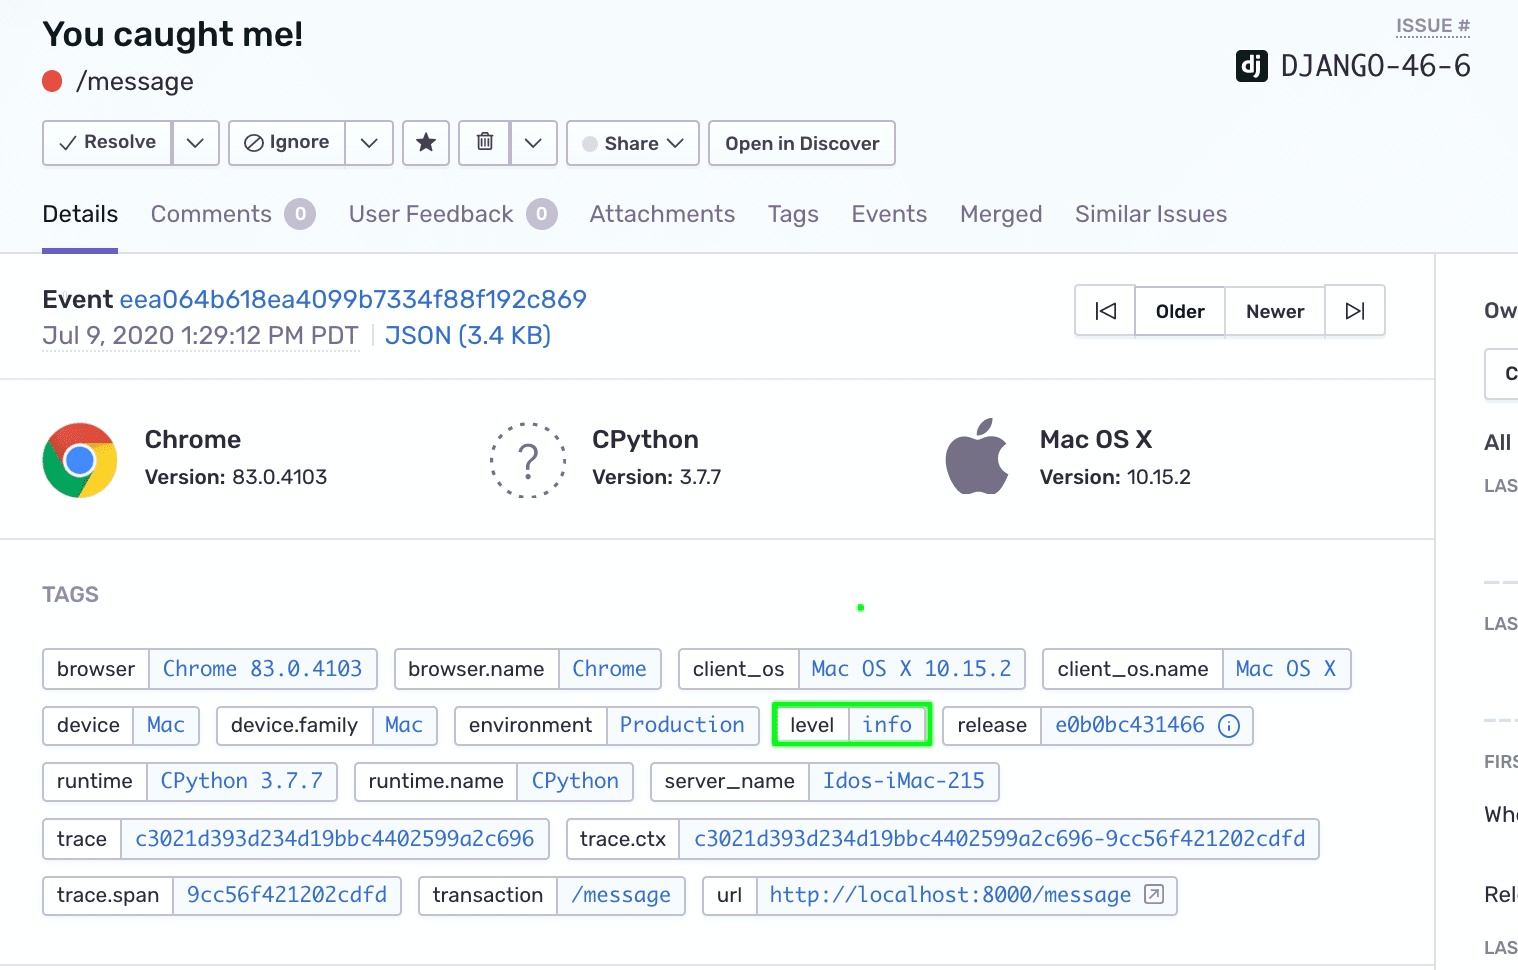 You caught me!
ISSUE #
/message
dj DJANGO-46-6
Resolve Ignore Share Open in Discover
Details Comments 0 User Feedback 0 Attachments Tags Events Merged Similar Issues
Event eea064b618ea4099b7334f88f192c869
Jul 9, 2020 1:29:12 PM PDT JSON (3.4 KB)
Older Newer
Ow
C
Chrome
Version: 83.0.4103
?
CPython
Version: 3.7.7
Mac OS X
Version: 10.15.2
All
LAS
TAGS
LAS
browser Chrome 83.0.4103 browser.name Chrome client_os Mac OS X 10.15.2 client_os.name Mac OS X
device Mac device.family Mac environment Production level info release e0b0bc431466
FIRS
runtime CPython 3.7.7 runtime.name CPython server_name Idos-iMac-215
Whe
trace c3021d393d234d19bbc4402599a2c696 trace.ctx c3021d393d234d19bbc4402599a2c696-9cc56f421202cdfd
trace.span 9cc56f421202cdfd transaction /message url http://localhost:8000/message
Rel
LAS